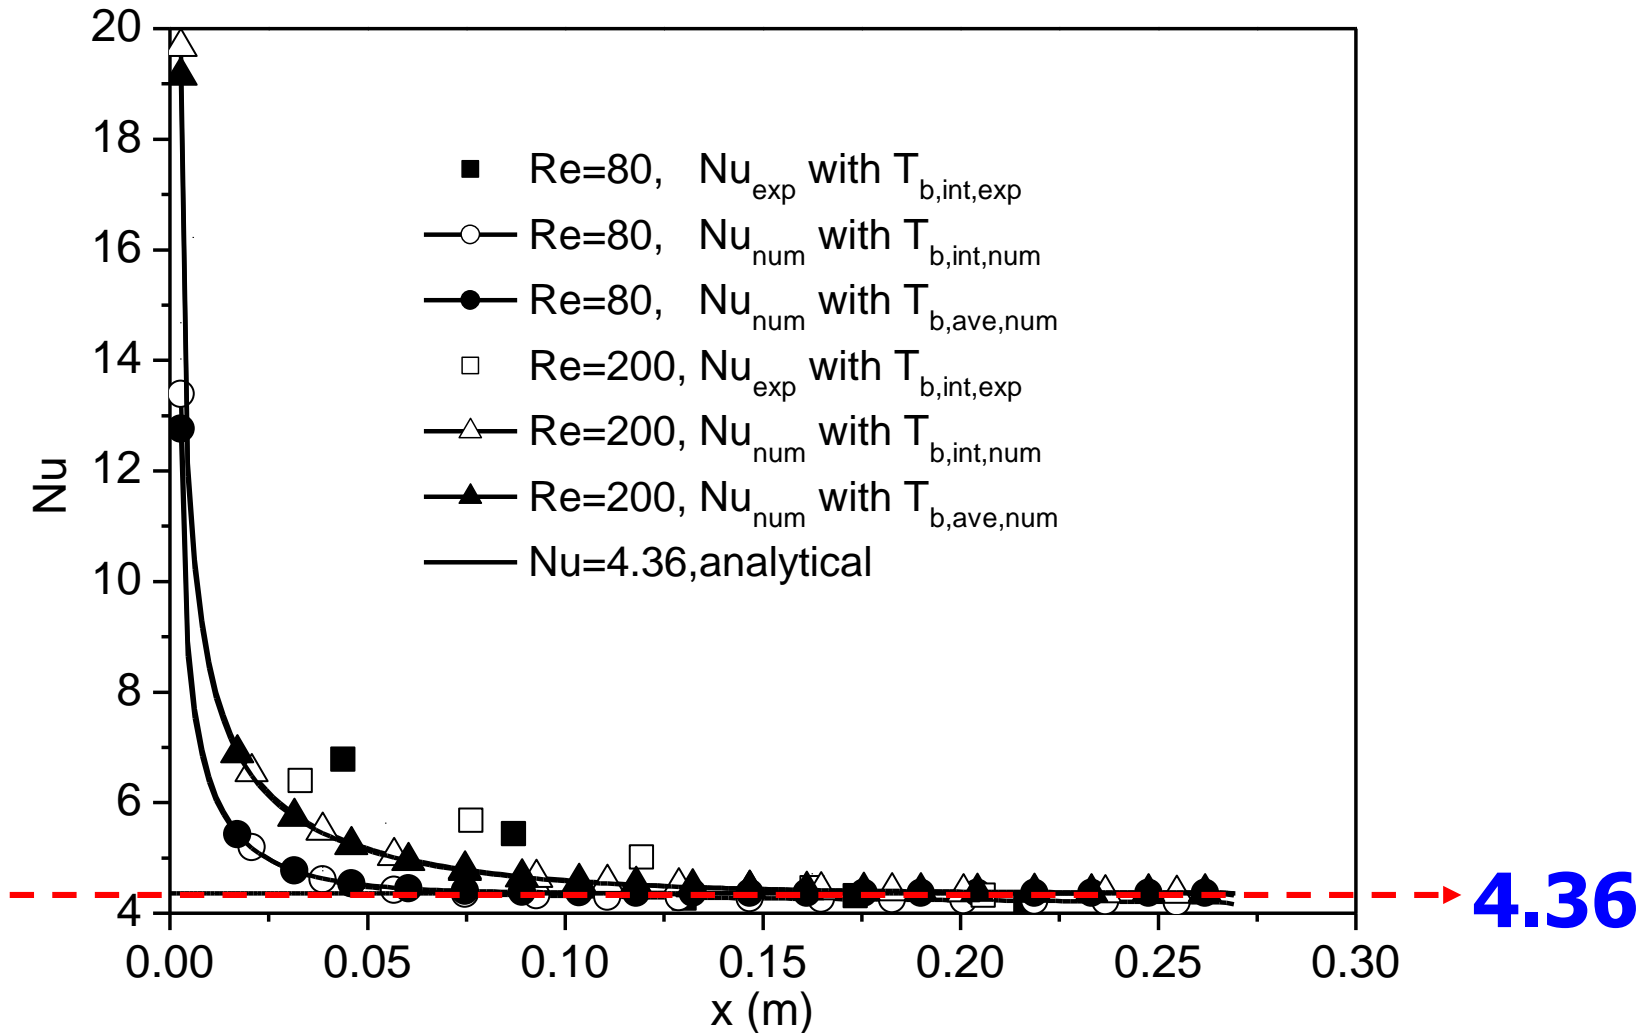 20
18
16
14
12
10
8
6
4
Nu
Re=80, Nu_exp with T_b,int,exp
Re=80, Nu_num with T_b,int,num
Re=80, Nu_num with T_b,ave,num
Re=200, Nu_exp with T_b,int,exp
Re=200, Nu_num with T_b,int,num
Re=200, Nu_num with T_b,ave,num
Nu=4.36,analytical
4.36
0.00 0.05 0.10 0.15 0.20 0.25 0.30
x (m)